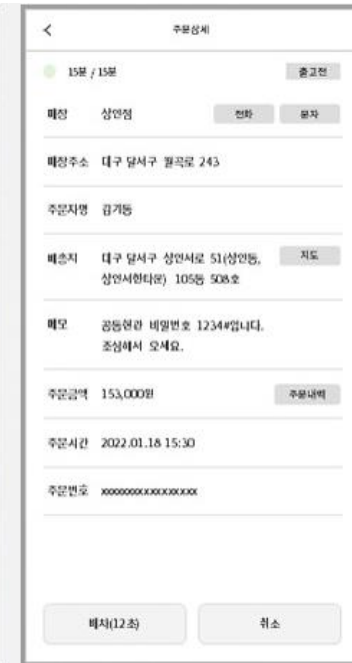 <
주문상세
15분 / 15분 출고전
매장 상인점 전화 문자
매장주소 대구 달서구 월곡로 243
주문자명 김기동
배송지 대구 달서구 상인서로 51(상인동, 지도
상인서한타운) 105동 508호
메모 공동현관 비밀번호 1234#입니다.
조심해서 오세요.
주문금액 153,000원 주문내역
주문시간 2022.01.18 15:30
주문번호 xxxxxxxxxxxxxxxx
배차(12초) 취소